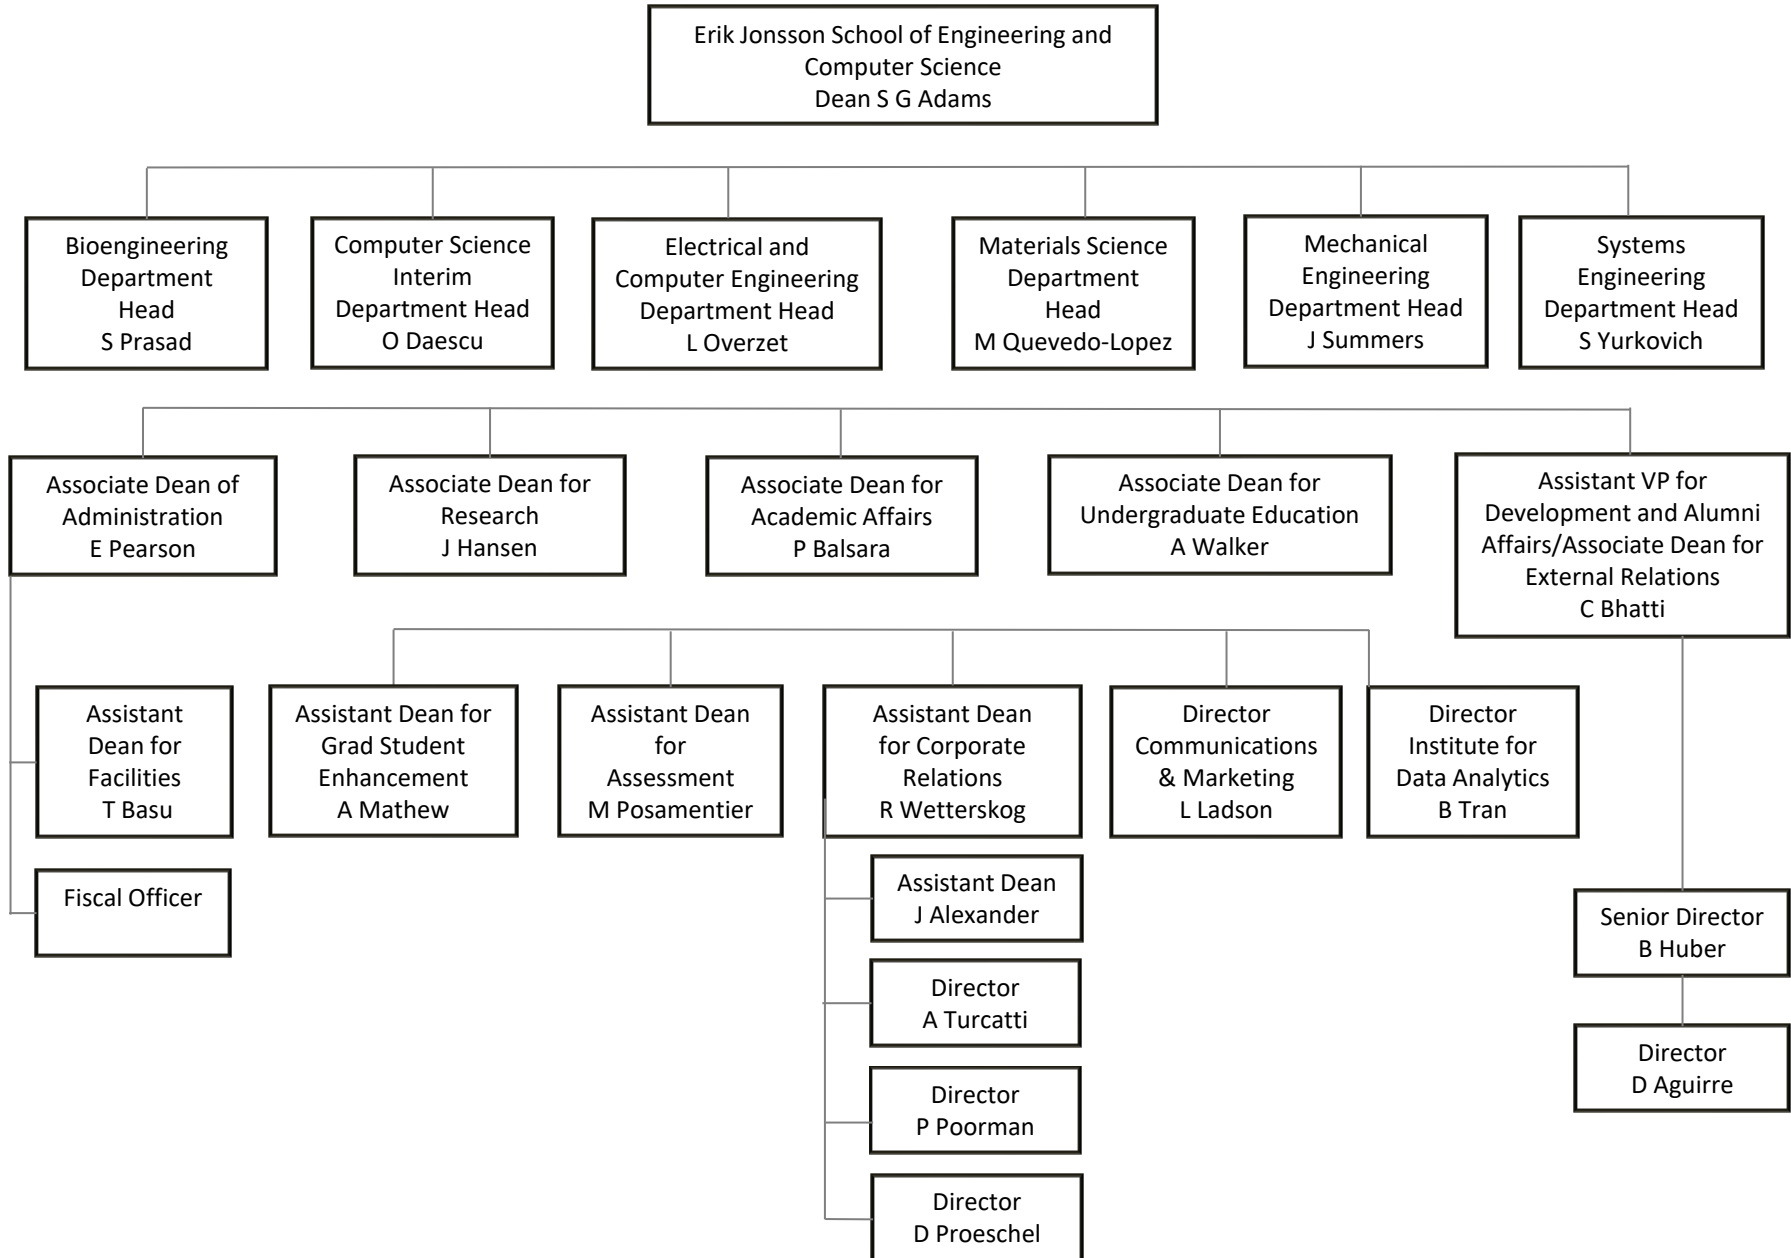 Erik Jonsson School of Engineering and
Computer Science
Dean S G Adams
Bioengineering
Department
Head
S Prasad
Computer Science
Interim
Department Head
O Daescu
Electrical and
Computer Engineering
Department Head
L Overzet
Materials Science
Department
Head
M Quevedo-Lopez
Mechanical
Engineering
Department Head
J Summers
Systems
Engineering
Department Head
S Yurkovich
Associate Dean of
Administration
E Pearson
Associate Dean for
Research
J Hansen
Associate Dean for
Academic Affairs
P Balsara
Associate Dean for
Undergraduate Education
A Walker
Assistant VP for
Development and Alumni
Affairs/Associate Dean for
External Relations
C Bhatti
Assistant
Dean for
Facilities
T Basu
Assistant Dean for
Grad Student
Enhancement
A Mathew
Assistant Dean
for
Assessment
M Posamentier
Assistant Dean
for Corporate
Relations
R Wetterskog
Director
Communications
& Marketing
L Ladson
Director
Institute for
Data Analytics
B Tran
Fiscal Officer
Assistant Dean
J Alexander
Senior Director
B Huber
Director
A Turcatti
Director
D Aguirre
Director
P Poorman
Director
D Proeschel